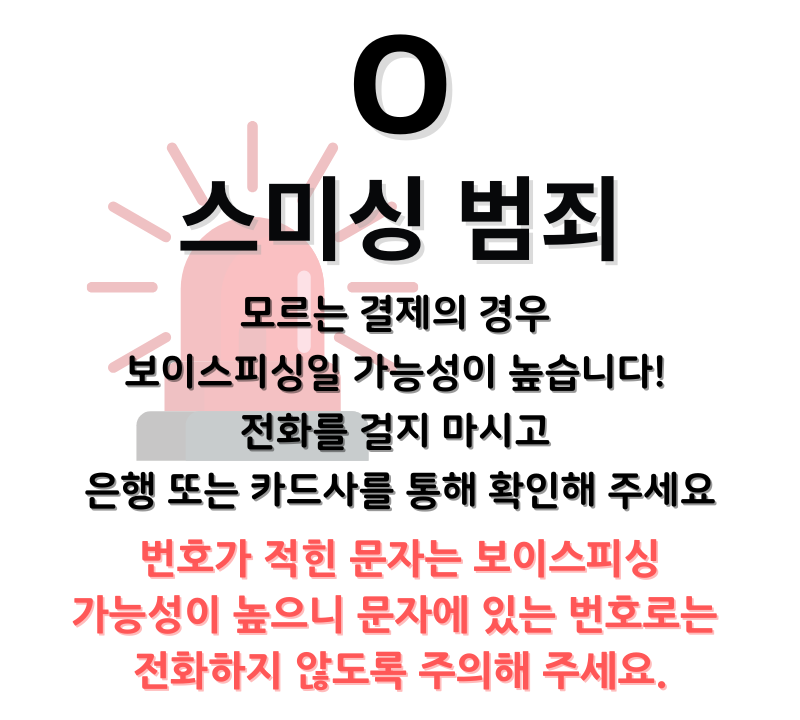 O
스미싱 범죄
모르는 결제의 경우
보이스피싱일 가능성이 높습니다!
전화를 걸지 마시고
은행 또는 카드사를 통해 확인해 주세요
번호가 적힌 문자는 보이스피싱
가능성이 높으니 문자에 있는 번호로는
전화하지 않도록 주의해 주세요.